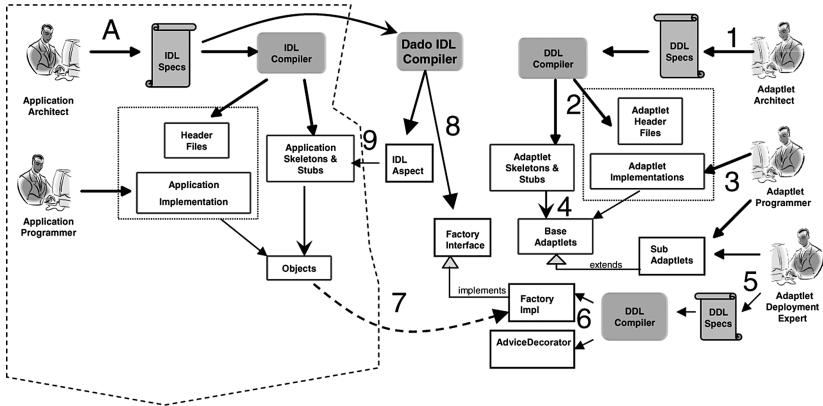 A
IDL
Specs
Application
Architect
IDL
Compiler
Dado IDL
Compiler
DDL
Compiler
DDL
Specs
1
Adaptlet
Architect
2
Header
Files
Application
Implementation
Application
Programmer
Application
Skeletons &
Stubs
9
IDL
Aspect
8
Adaptlet
Skeletons &
Stubs
Adaptlet
Header
Files
Adaptlet
Implementations
3
Adaptlet
Programmer
4
Objects
Factory
Interface
Base
Adaptlets
extends
Sub
Adaptlets
Adaptlet
Deployment
Expert
5
7
implements
Factory
Impl
6
DDL
Compiler
DDL
Specs
AdviceDecorator